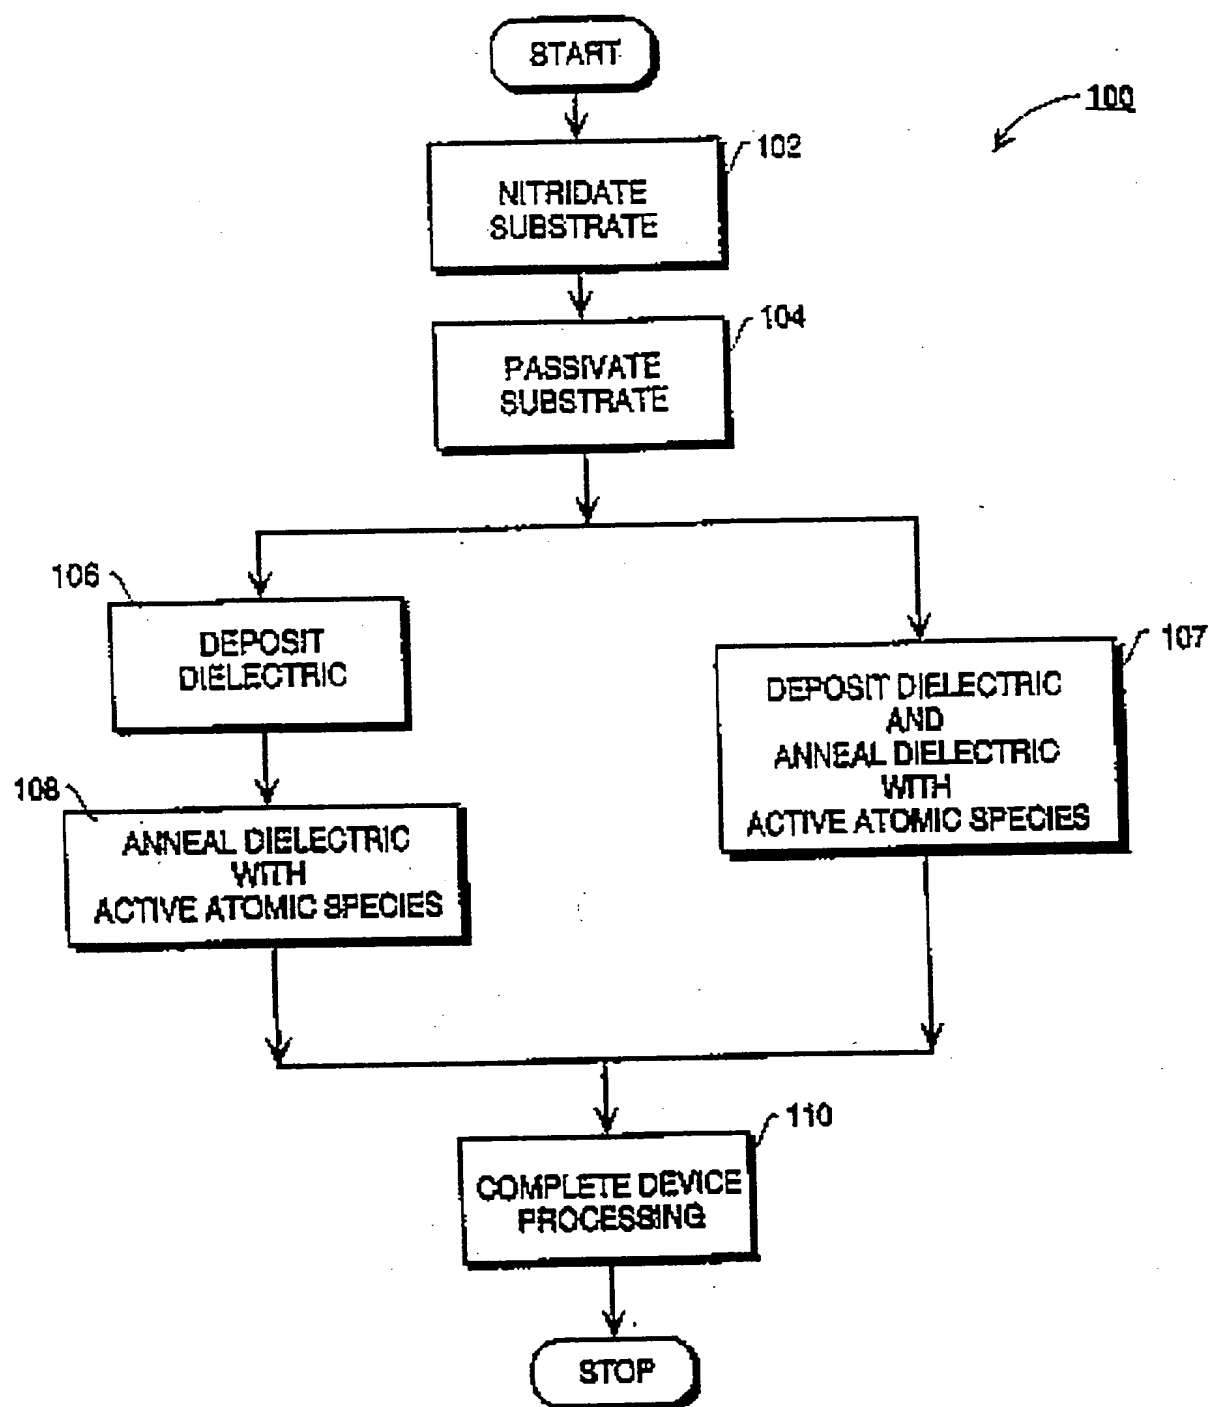 START
100
102
NITRIDATE
SUBSTRATE
104
PASSIVATE
SUBSTRATE
106
DEPOSIT
DIELECTRIC
107
DEPOSIT DIELECTRIC
AND
ANNEAL DIELECTRIC
WITH
ACTIVE ATOMIC SPECIES
108
ANNEAL DIELECTRIC
WITH
ACTIVE ATOMIC SPECIES
110
COMPLETE DEVICE
PROCESSING
STOP